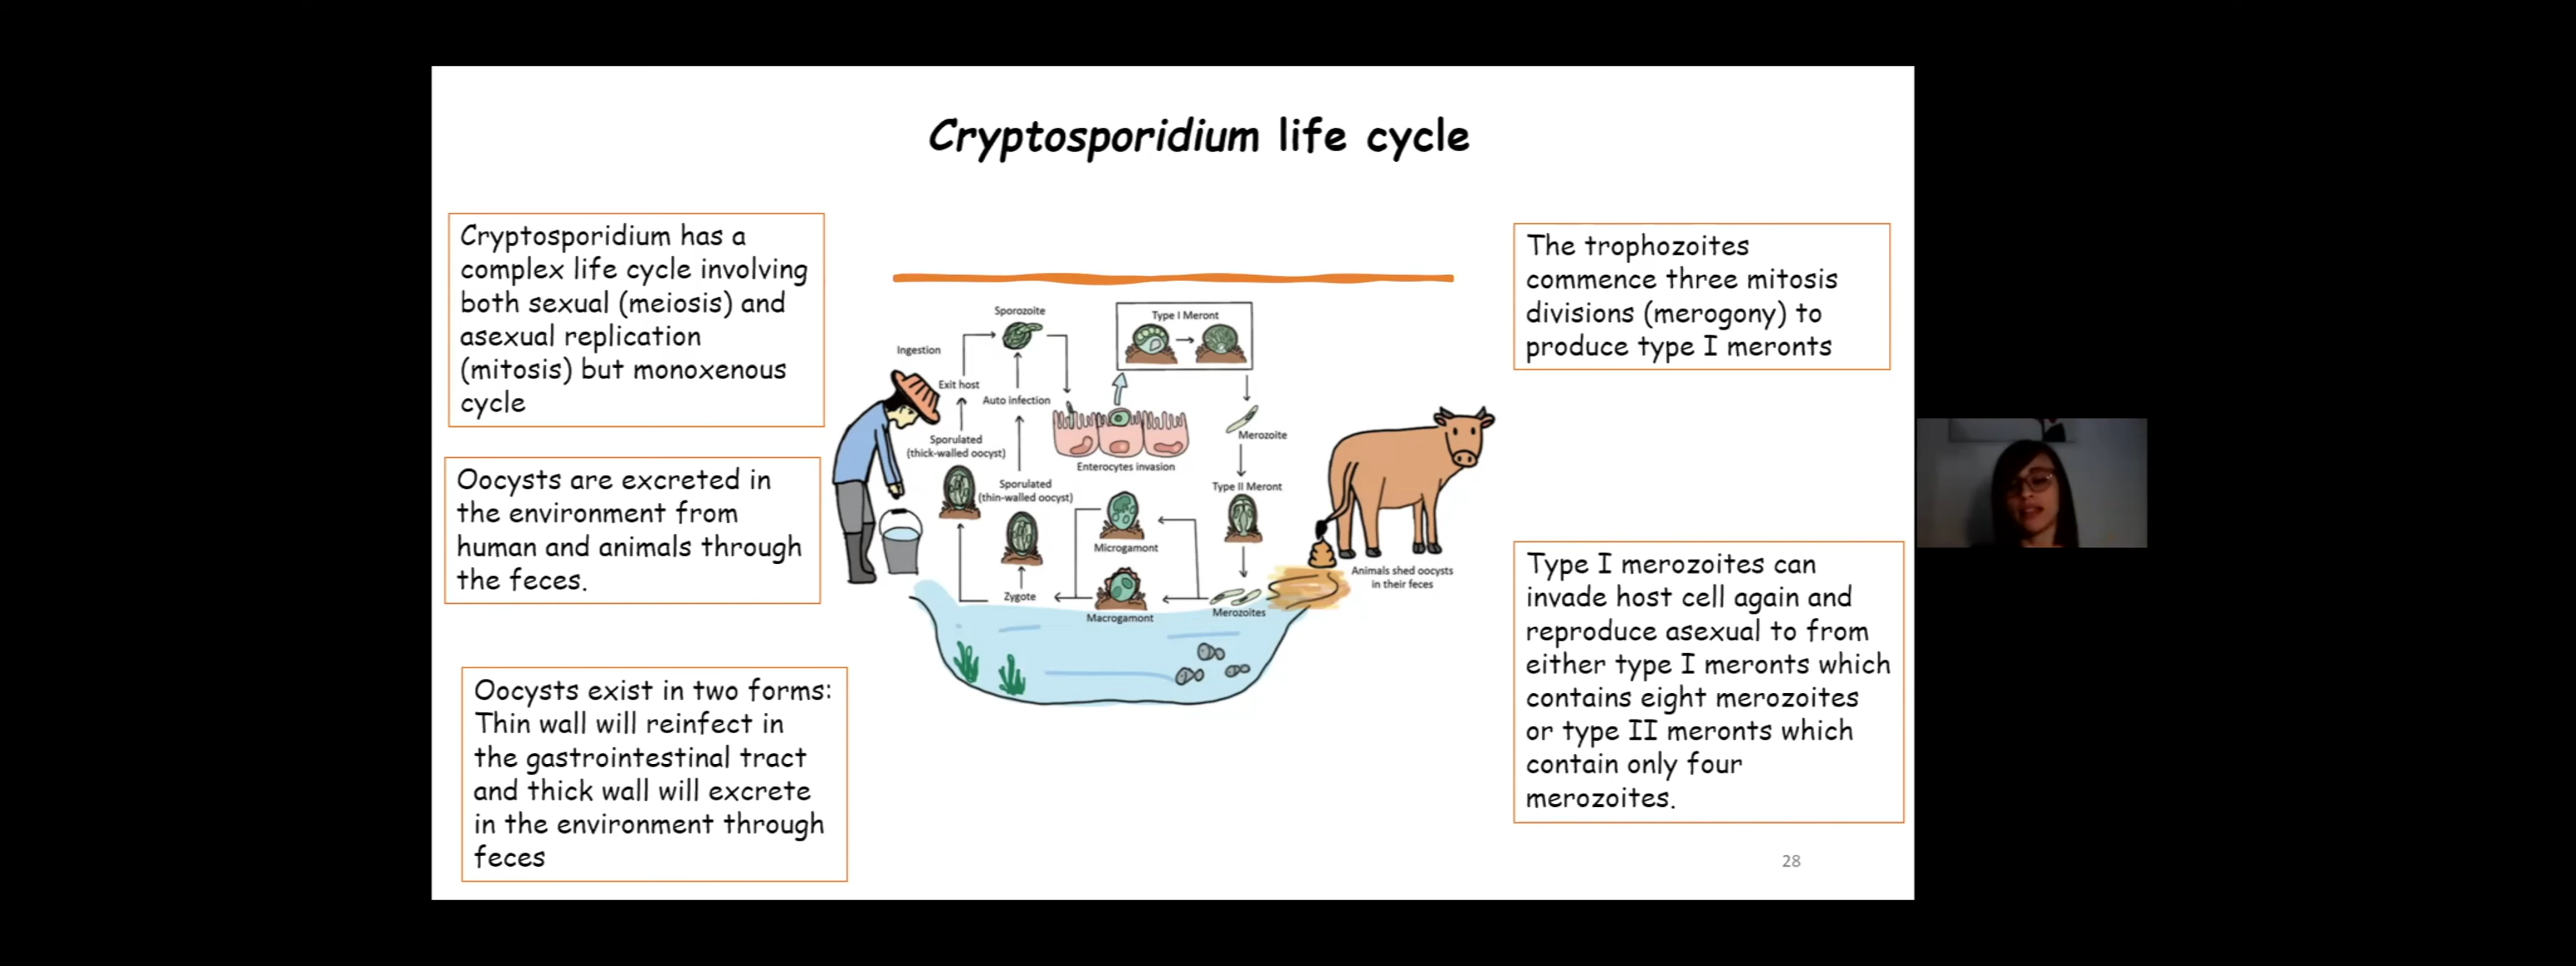 Cryptosporidium life cycle
Cryptosporidium has a
complex life cycle involving
both sexual (meiosis) and
asexual replication
(mitosis) but monoxenous
cycle
Oocysts are excreted in
the environment from
human and animals through
the feces.
Oocysts exist in two forms:
Thin wall will reinfect in
the gastrointestinal tract
and thick wall will excrete
in the environment through
feces
Sporozoite
Type I Meront
Ingestion
Exit host
Auto infection
Sporulated
(thick-walled oocyst)
Enterocytes invasion
Merozoite
Sporulated
(thin-walled oocyst)
Type II Meront
Microgamont
Zygote
Macrogamont
Merozoites
Animals shed oocysts
in their feces
The trophozoites
commence three mitosis
divisions (merogony) to
produce type I meronts
Type I merozoites can
invade host cell again and
reproduce asexual to from
either type I meronts which
contains eight merozoites
or type II meronts which
contain only four
merozoites.
28